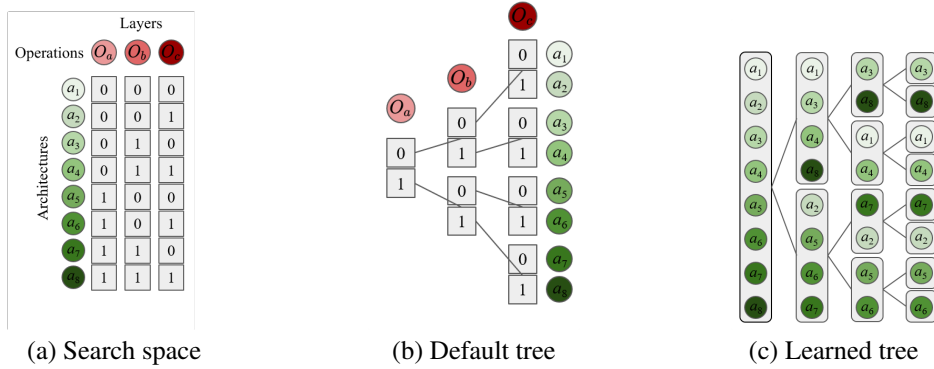 Layers
Operations O_a O_b O_c
Architectures
a_1 0 0 0
a_2 0 0 1
a_3 0 1 0
a_4 0 1 1
a_5 1 0 0
a_6 1 0 1
a_7 1 1 0
a_8 1 1 1
(a) Search space
O_a O_b O_c
0 1
0 1 0 1
0 a_1
1 a_2
0 a_3
1 a_4
0 a_5
1 a_6
0 a_7
1 a_8
(b) Default tree
a_1 a_1 a_3 a_3
a_2 a_3 a_8 a_8
a_3 a_4 a_1 a_1
a_4 a_8 a_4 a_4
a_5 a_2 a_7 a_7
a_6 a_5 a_2 a_2
a_7 a_6 a_5 a_5
a_8 a_7 a_6 a_6
(c) Learned tree